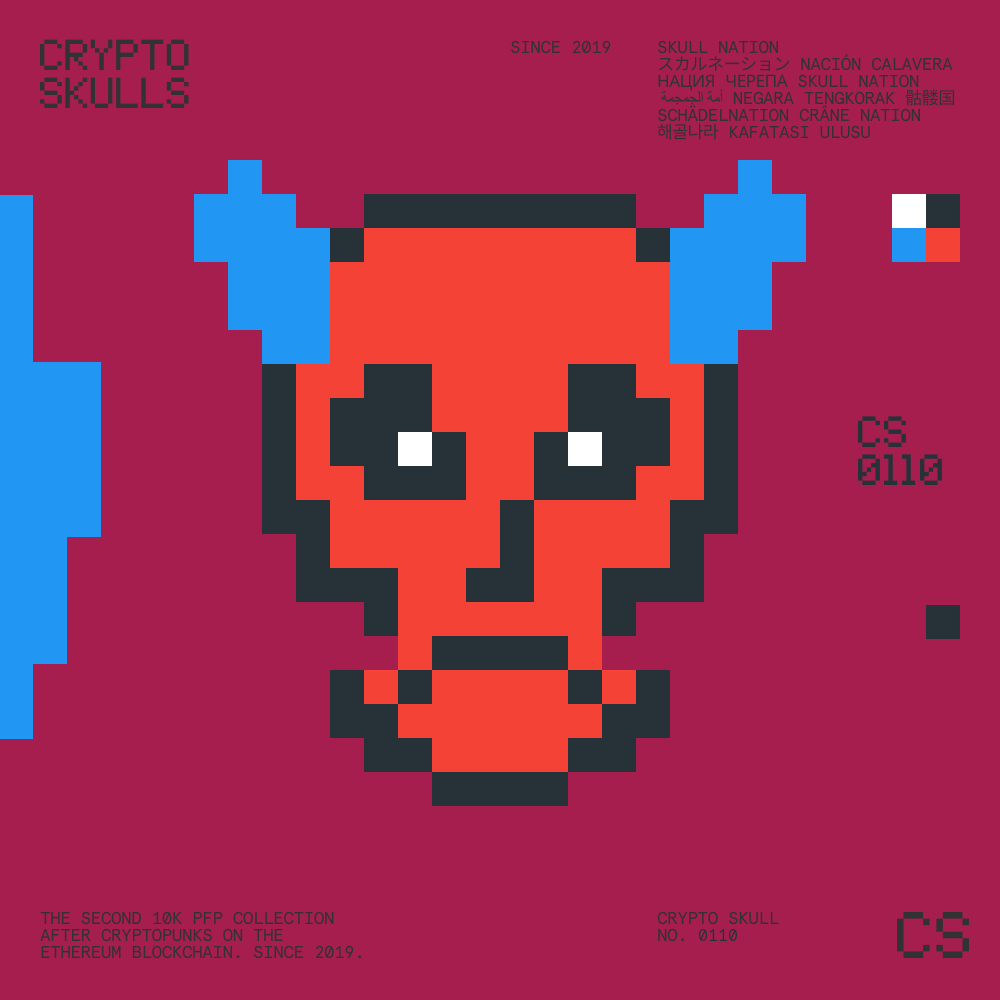 CRYPTO
SKULLS
SINCE 2019
SKULL NATION
スカルネーション NACIÓN CALAVERA
НАЦИЯ ЧЕРЕПА SKULL NATION
أمة الجمجمة NEGARA TENGKORAK 骷髅国
SCHÄDELNATION CRÂNE NATION
해골나라 KAFATASI ULUSU
CS
0110
THE SECOND 10K PFP COLLECTION
AFTER CRYPTOPUNKS ON THE
ETHEREUM BLOCKCHAIN. SINCE 2019.
CRYPTO SKULL
NO. 0110
CS